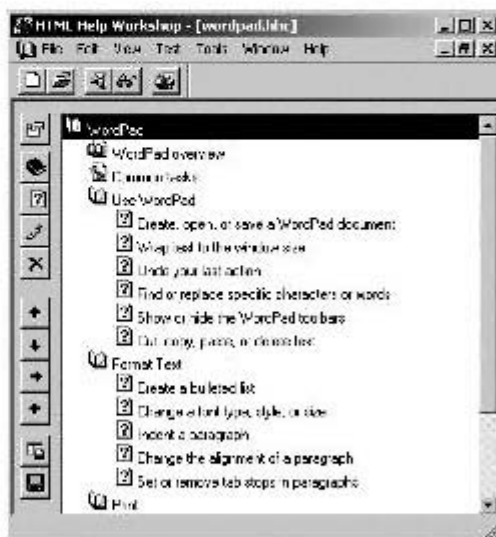 HTML Help Workshop - [wordpad.hhc]
File Edit View Test Tools Window Help
WordPad
WordPad overview
Common tasks
Use WordPad
Create, open, or save a WordPad document
Wrap text to the window size
Undo your last action
Find or replace specific characters or words
Show or hide the WordPad toolbars
Cut, copy, paste, or delete text
Format Text
Create a bulleted list
Change a font type, style, or size
Indent a paragraph
Change the alignment of a paragraph
Set or remove tab stops in paragraphs
Print